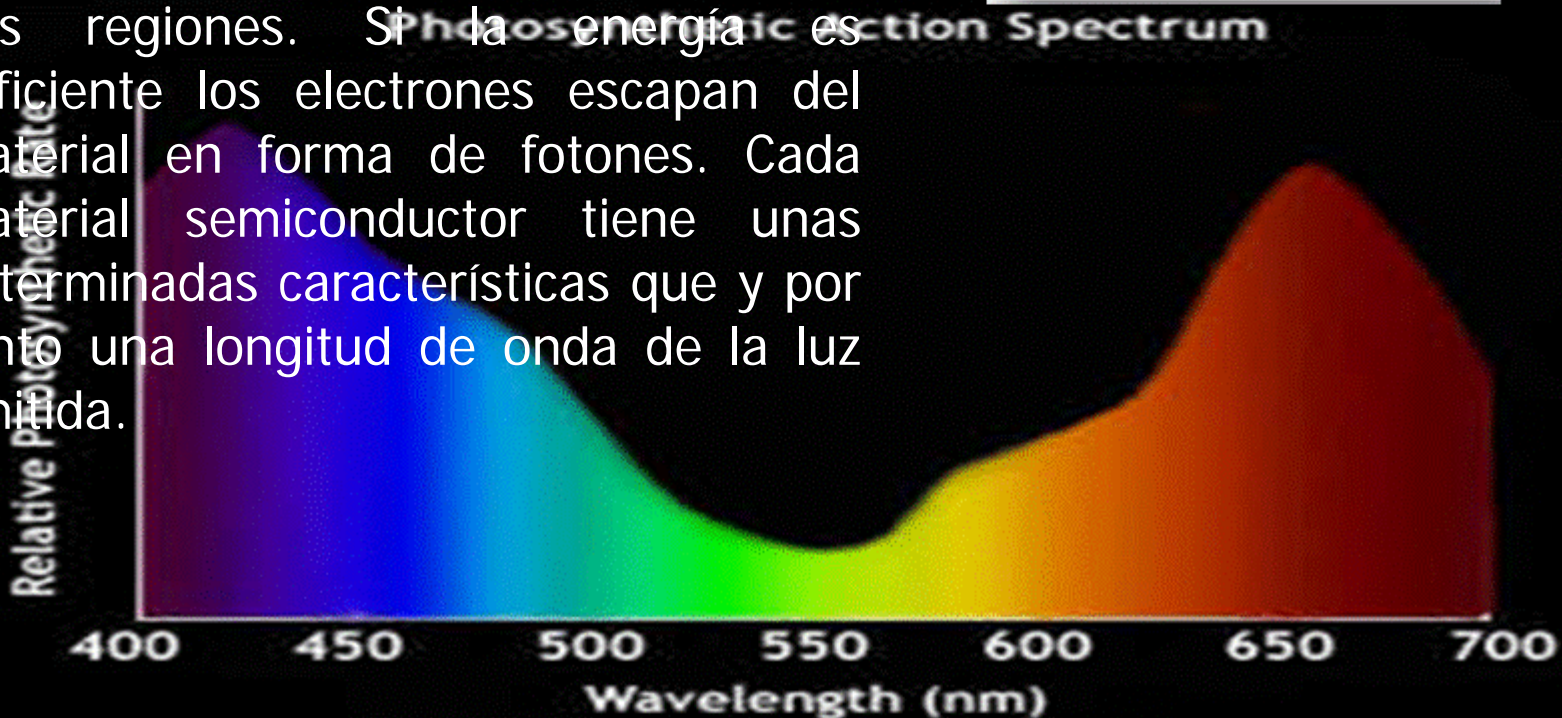 s regiones. Si la energía es
ficiente los electrones escapan del
aterial en forma de fotones. Cada
aterial semiconductor tiene unas
terminadas características que y por
nto una longitud de onda de la luz
nitida.
Photosynthetic Action Spectrum
Relative Rate
400 450 500 550 600 650 700
Wavelength (nm)